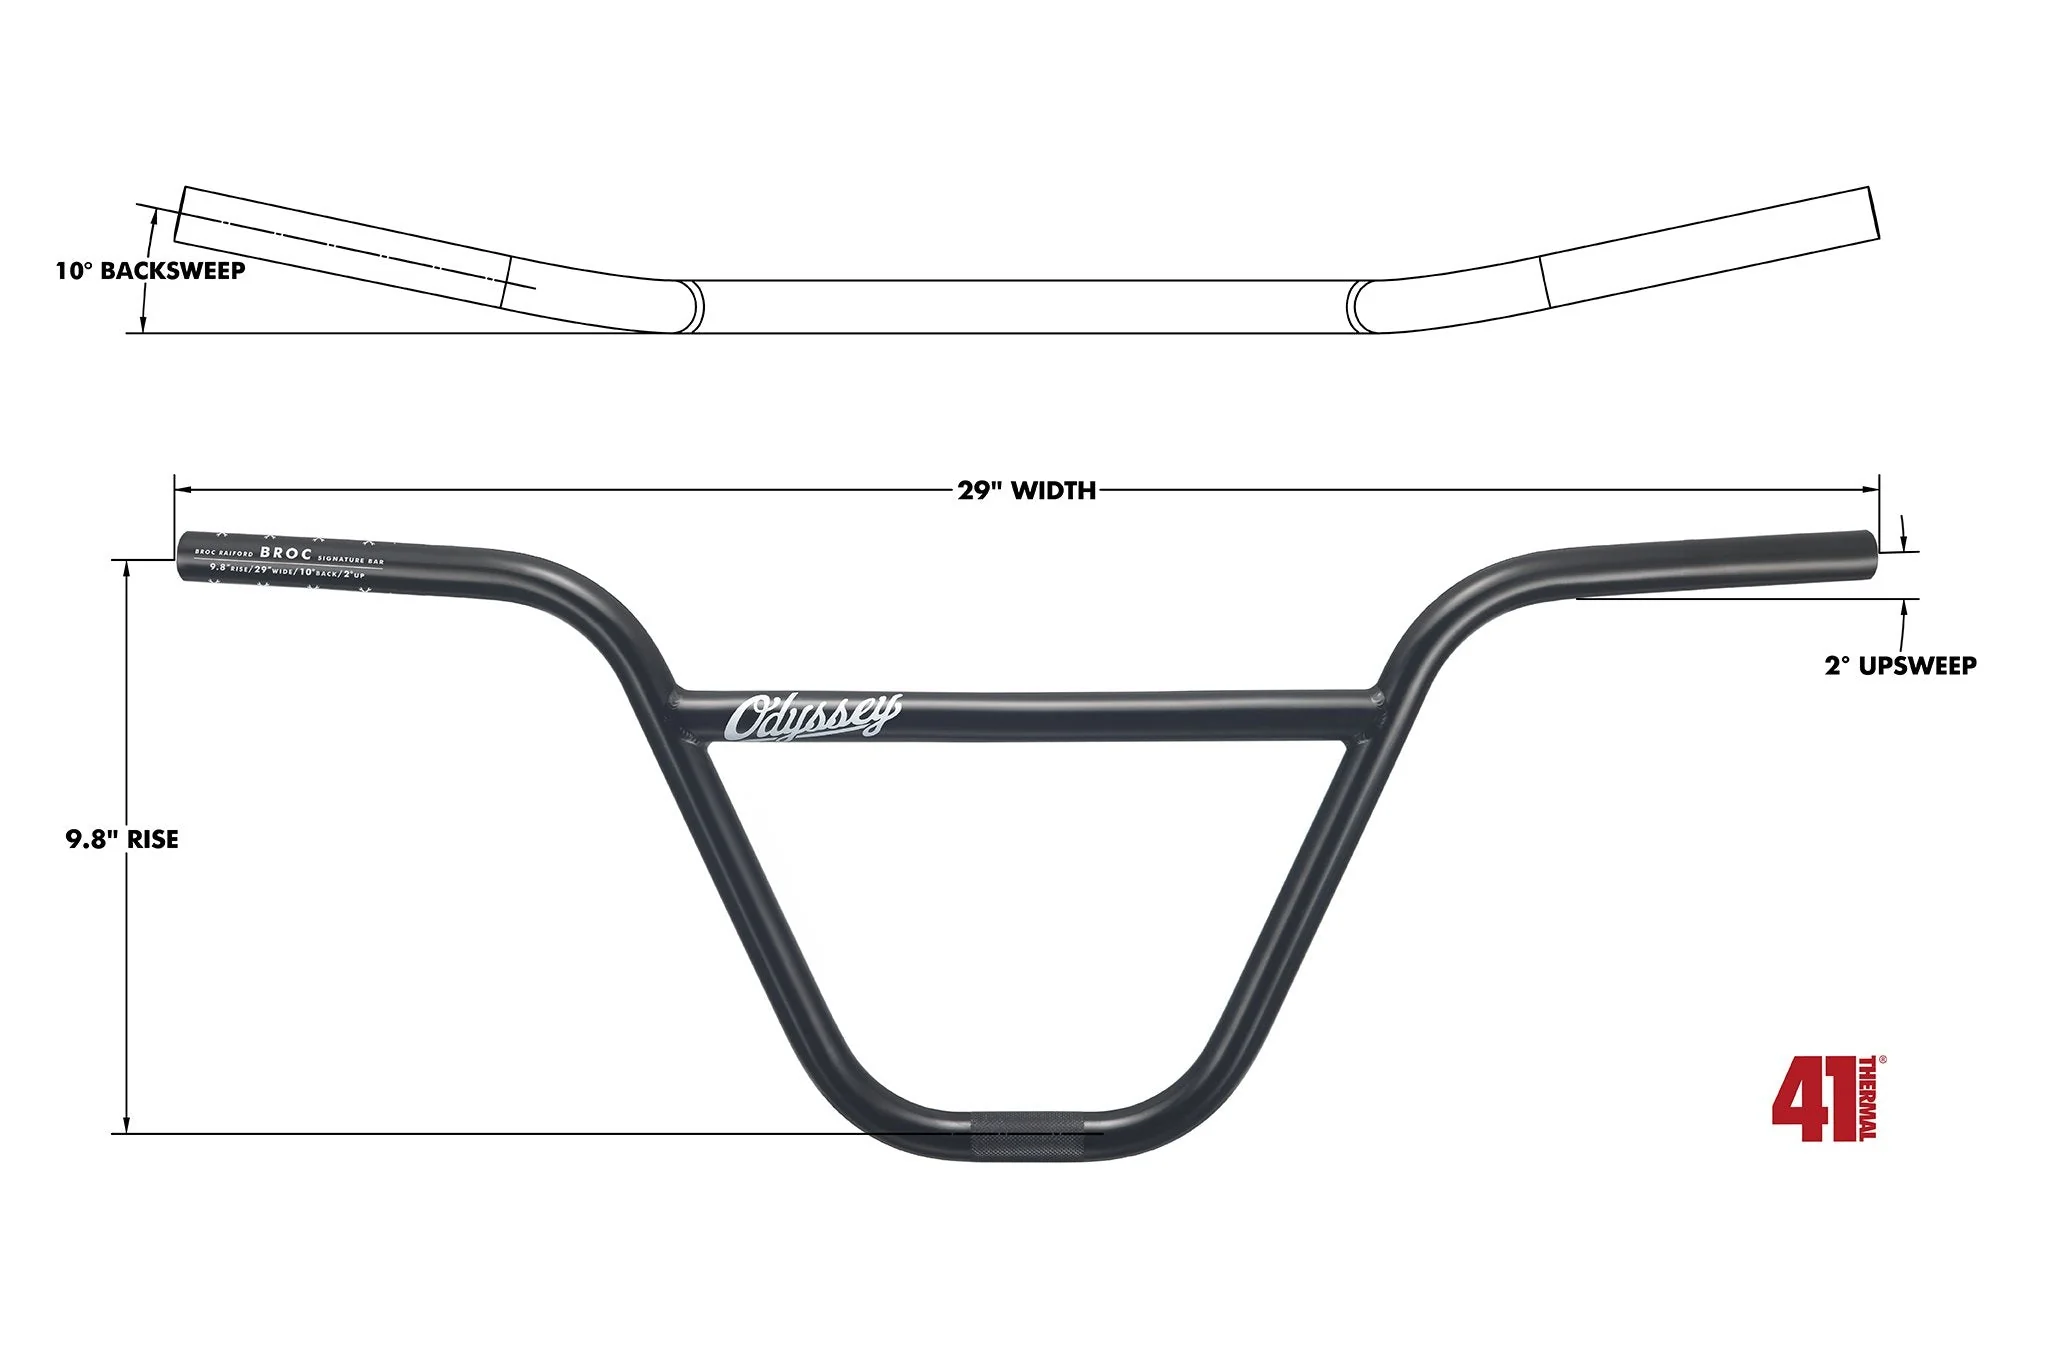 10° BACKSWEEP
29" WIDTH
BROC RAIFORD BROC SIGNATURE BAR
9.8" RISE/29" WIDE/10° BACK/2° UP
2° UPSWEEP
Odyssey
9.8" RISE
41 THERMAL®